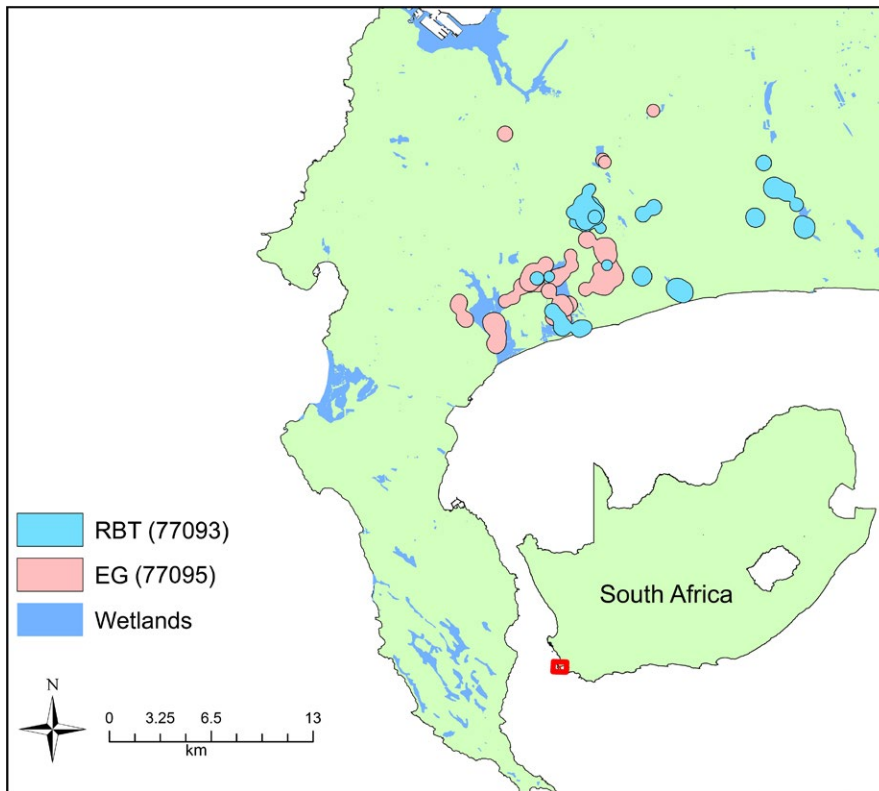 RBT (77093)
EG (77095)
Wetlands
South Africa
N
0 3.25 6.5 13
km